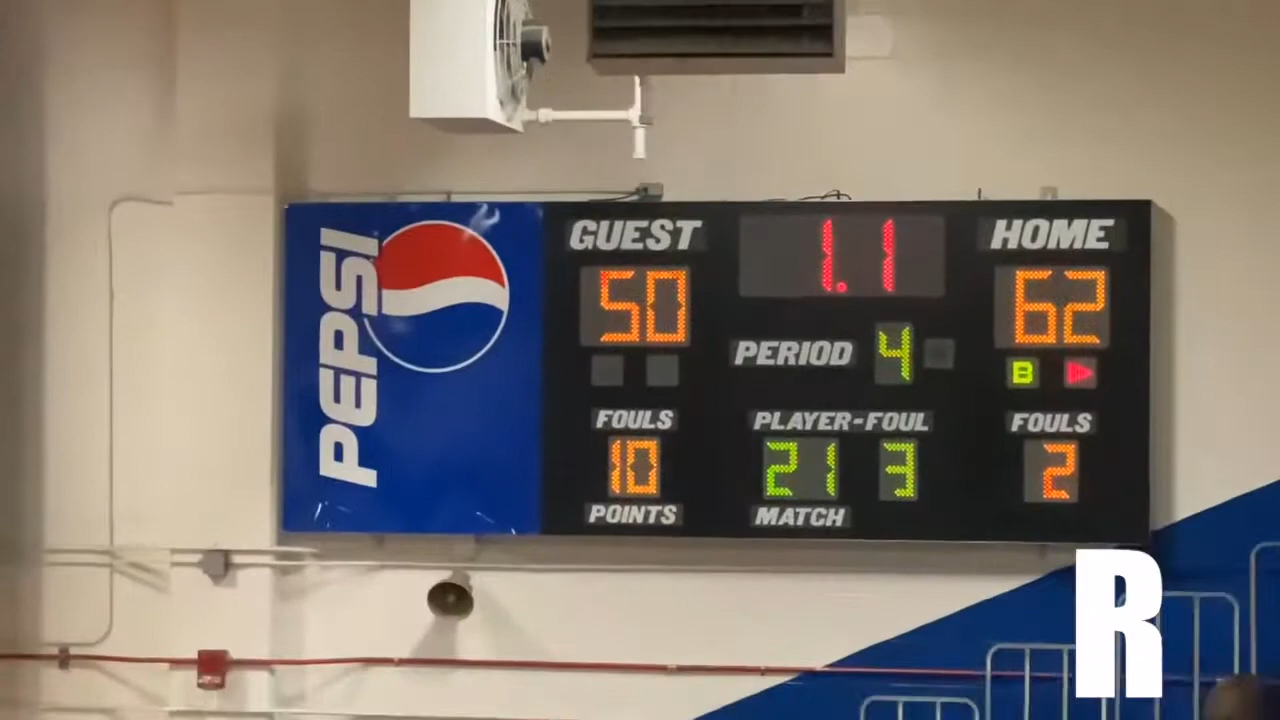 PEPSI
GUEST
1.1
HOME
50
62
PERIOD 4
B
FOULS
PLAYER-FOUL
FOULS
10
21 3
2
POINTS
MATCH
R